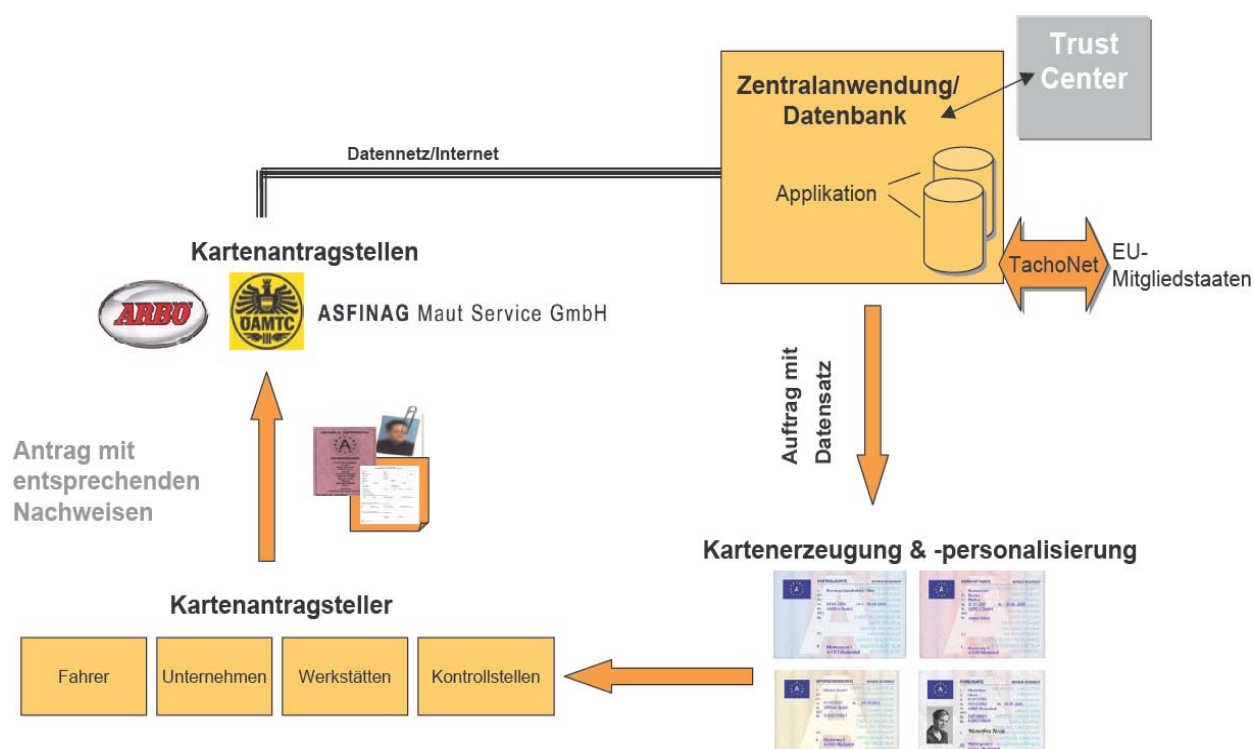 Trust
Center
Zentralanwendung/
Datenbank
Datennetz/Internet
Applikation
Kartenantragstellen
TachoNet
EU-
Mitgliedstaaten
ARBÖ
ÖAMTC
ASFINAG Maut Service GmbH
Auftrag mit
Datensatz
Antrag mit
entsprechenden
Nachweisen
A
Kartenerzeugung & -personalisierung
Kartenantragsteller
Fahrer
Unternehmen
Werkstätten
Kontrollstellen